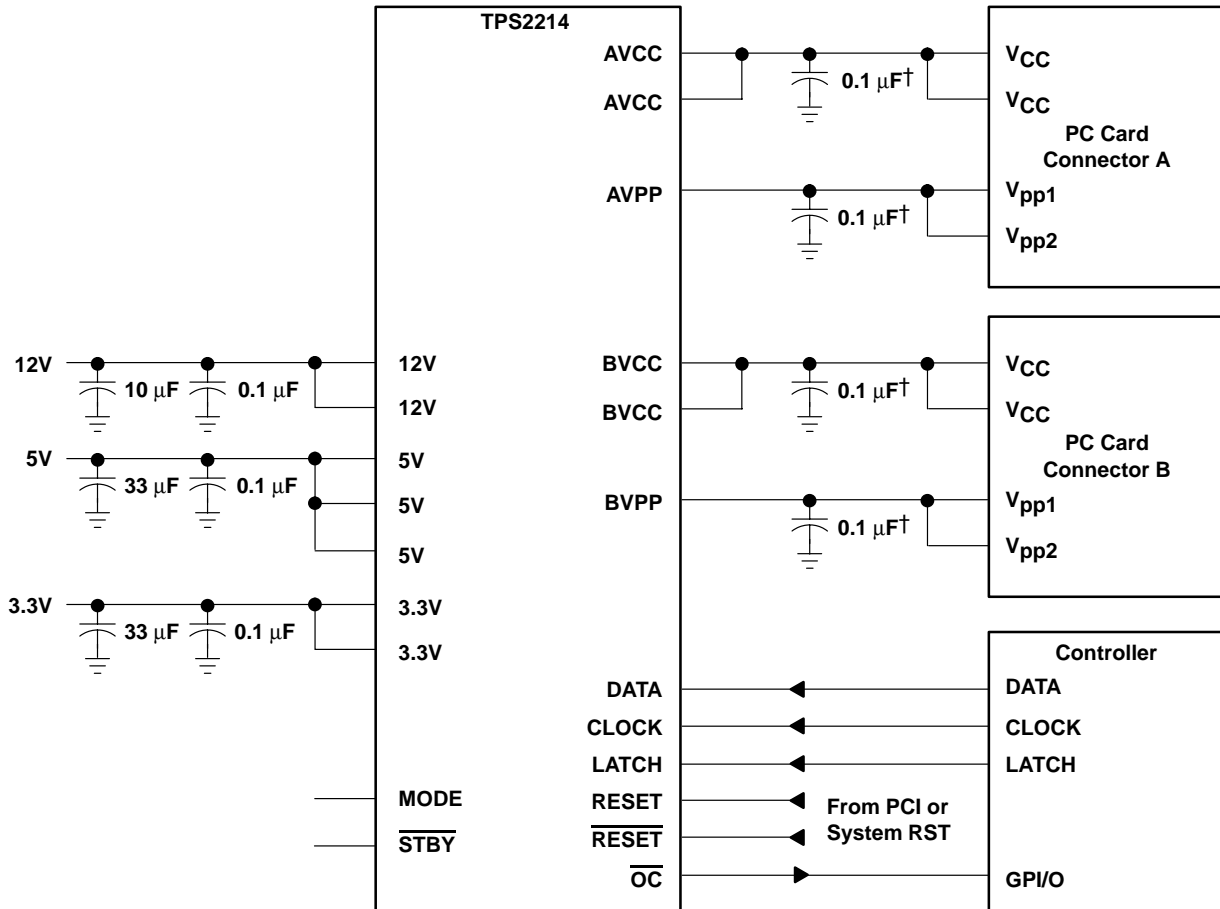 TPS2214
AVCC
AVCC
AVPP
0.1 µF†
0.1 µF†
VCC
VCC
PC Card
Connector A
Vpp1
Vpp2
12V
10 µF
0.1 µF
12V
12V
5V
33 µF
0.1 µF
5V
5V
5V
3.3V
33 µF
0.1 µF
3.3V
3.3V
BVCC
BVCC
BVPP
0.1 µF†
0.1 µF†
VCC
VCC
PC Card
Connector B
Vpp1
Vpp2
MODE
STBY
DATA
CLOCK
LATCH
RESET
RESET
OC
From PCI or
System RST
Controller
DATA
CLOCK
LATCH
GPI/O